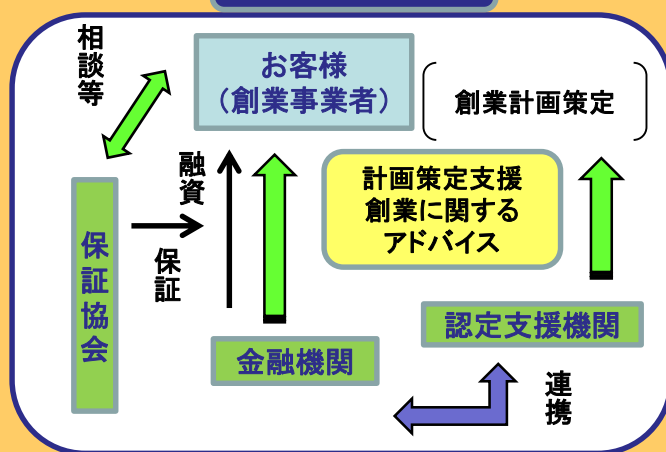 相談等
お客様
（創業事業者）
創業計画策定
融資
計画策定支援
創業に関する
アドバイス
保証
保証協会
金融機関
認定支援機関
連携